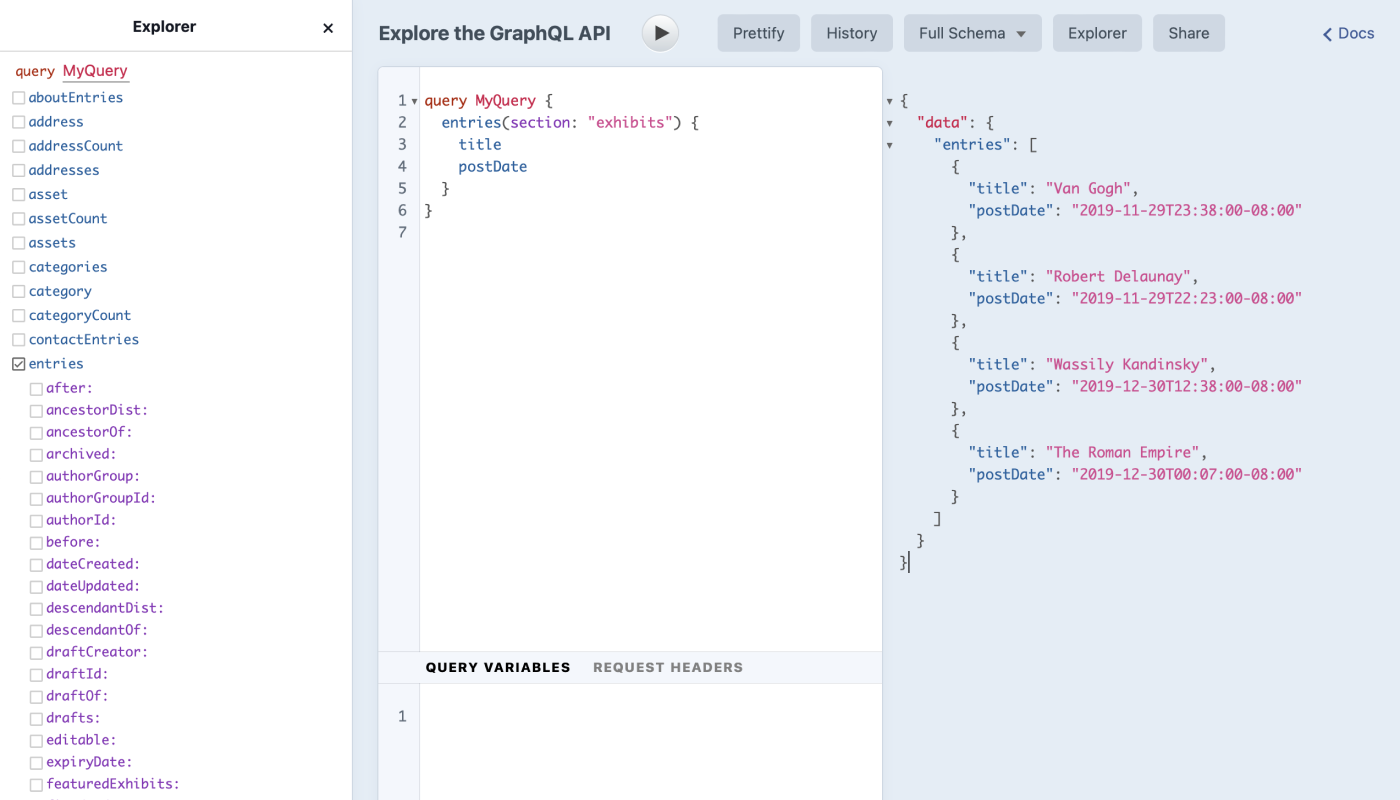 Explorer
×
query MyQuery
aboutEntries
address
addressCount
addresses
asset
assetCount
assets
categories
category
categoryCount
contactEntries
entries
after:
ancestorDist:
ancestorOf:
archived:
authorGroup:
authorGroupId:
authorId:
before:
dateCreated:
dateUpdated:
descendantDist:
descendantOf:
draftCreator:
draftId:
draftOf:
drafts:
editable:
expiryDate:
featuredExhibits:
Explore the GraphQL API
Prettify
History
Full Schema
Explorer
Share
Docs
1 query MyQuery {
2 entries(section: "exhibits") {
3 title
4 postDate
5 }
6 }
7
QUERY VARIABLES REQUEST HEADERS
1
{
"data": {
"entries": [
{
"title": "Van Gogh",
"postDate": "2019-11-29T23:38:00-08:00"
},
{
"title": "Robert Delaunay",
"postDate": "2019-11-29T22:23:00-08:00"
},
{
"title": "Wassily Kandinsky",
"postDate": "2019-12-30T12:38:00-08:00"
},
{
"title": "The Roman Empire",
"postDate": "2019-12-30T00:07:00-08:00"
}
]
}
}